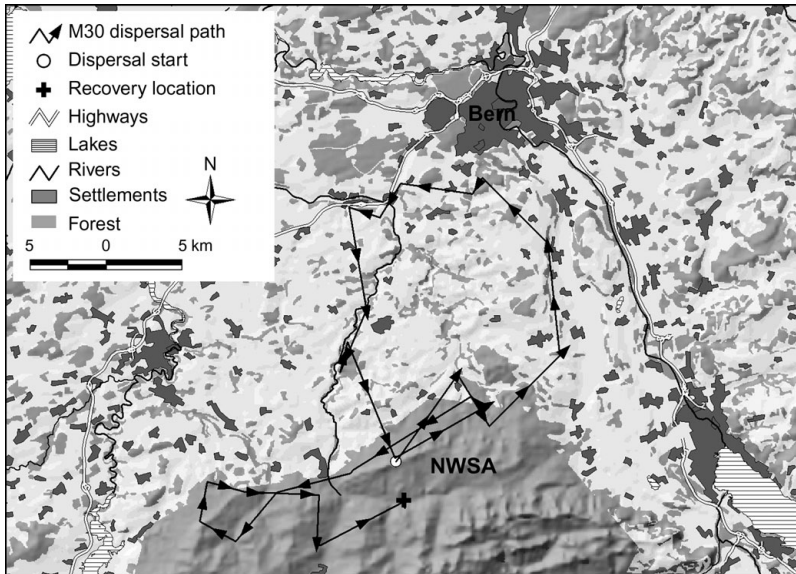 M30 dispersal path
Dispersal start
Recovery location
Highways
Lakes
Rivers
Settlements
Forest
N
5 0 5 km
Bern
NWSA